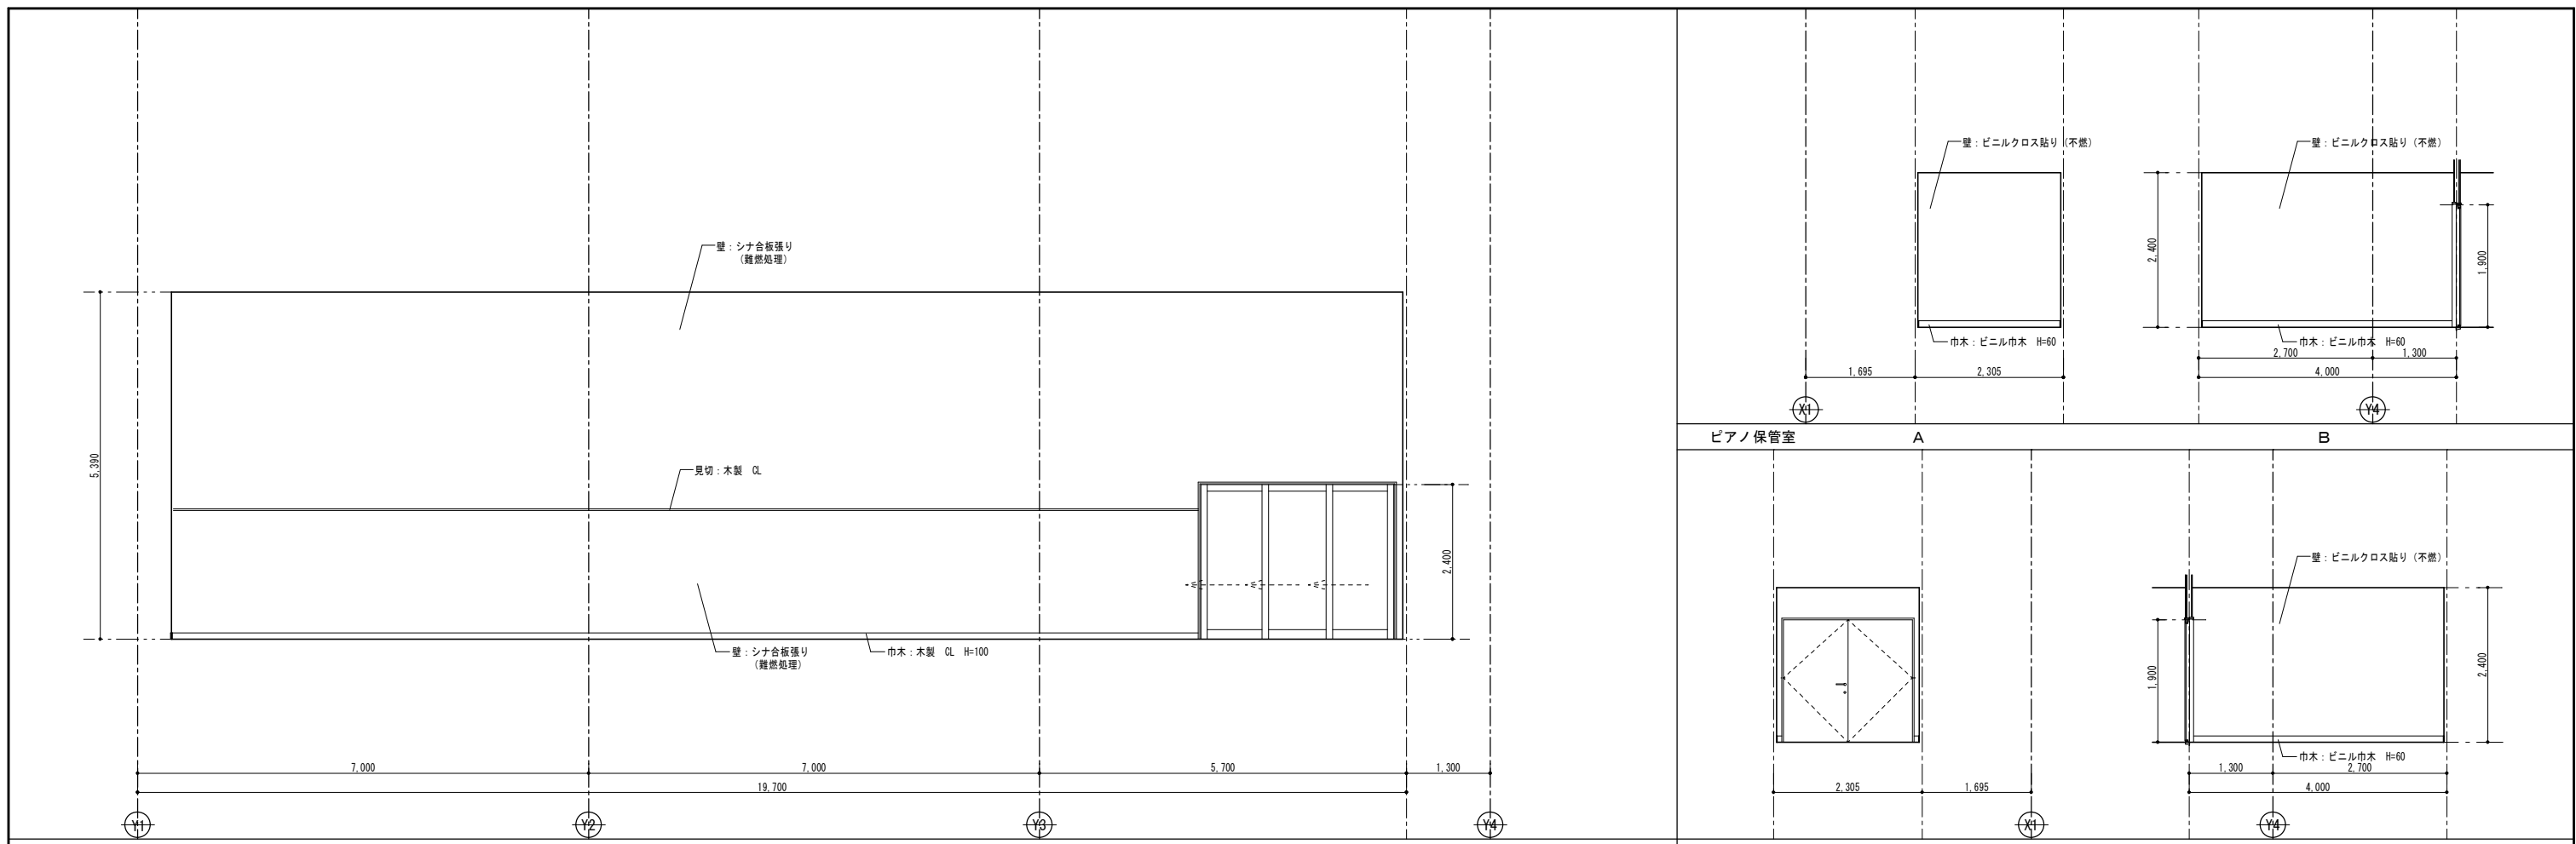 壁：シナ合板張り
（難燃処理）
5,390
見切：木製 CL
2,400
壁：シナ合板張り
（難燃処理）
巾木：木製 CL H=100
7,000
7,000
5,700
1,300
19,700
Y1
Y2
Y3
Y4
壁：ビニルクロス貼り（不燃）
巾木：ビニル巾木 H=60
1,695
2,305
X1
壁：ビニルクロス貼り（不燃）
2,400
1,900
巾木：ビニル巾木 H=60
2,700
1,300
4,000
Y4
ピアノ保管室
A
B
2,305
1,695
X1
壁：ビニルクロス貼り（不燃）
1,900
2,400
巾木：ビニル巾木 H=60
1,300
2,700
4,000
Y4